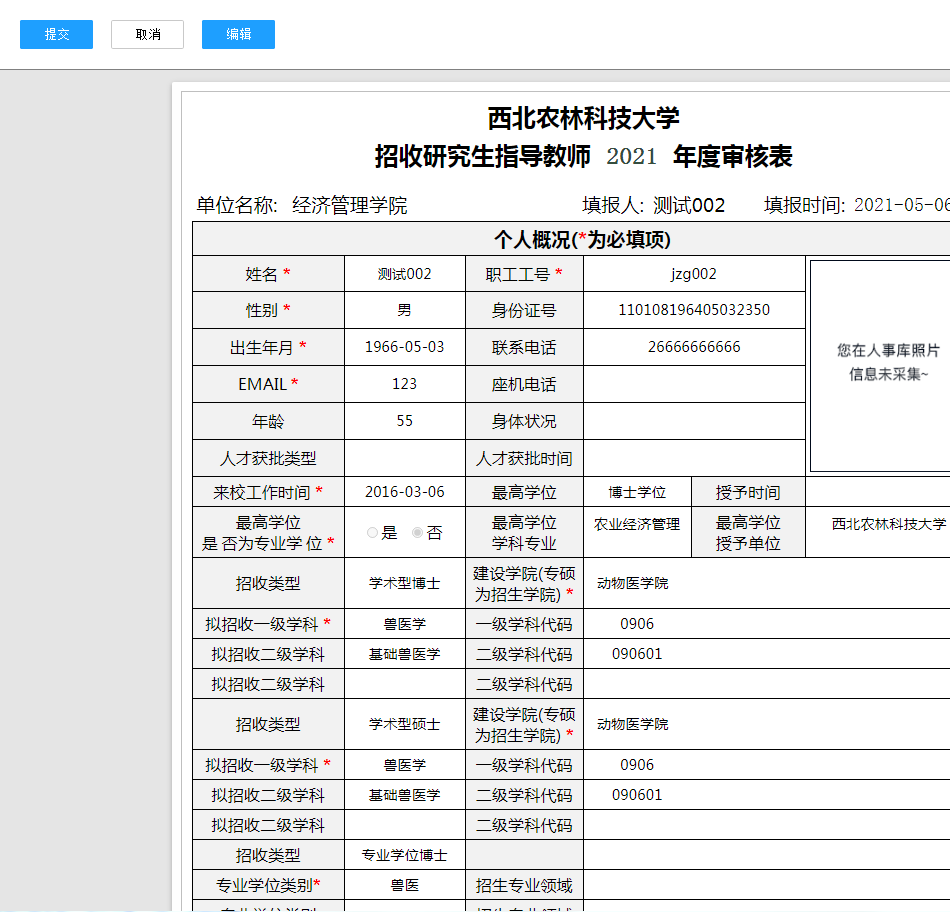 提交 取消 编辑
西北农林科技大学
招收研究生指导教师 2021 年度审核表
单位名称: 经济管理学院 填报人: 测试002 填报时间: 2021-05-06
个人概况(*为必填项)
姓名 * 测试002 职工工号 * jzg002
性别 * 男 身份证号 110108196405032350
出生年月 * 1966-05-03 联系电话 26666666666
您在人事库照片
信息未采集~
EMAIL * 123 座机电话
年龄 55 身体状况
人才获批类型 人才获批时间
来校工作时间 * 2016-03-06 最高学位 博士学位 授予时间
最高学位
是 否为专业学 位 * 是 否 最高学位
学科专业 农业经济管理 最高学位
授予单位 西北农林科技大学
招收类型 学术型博士 建设学院(专硕
为招生学院) * 动物医学院
拟招收一级学科 * 兽医学 一级学科代码 0906
拟招收二级学科 基础兽医学 二级学科代码 090601
拟招收二级学科 二级学科代码
招收类型 学术型硕士 建设学院(专硕
为招生学院) * 动物医学院
拟招收一级学科 * 兽医学 一级学科代码 0906
拟招收二级学科 基础兽医学 二级学科代码 090601
拟招收二级学科 二级学科代码
招收类型 专业学位博士
专业学位类别* 兽医 招生专业领域